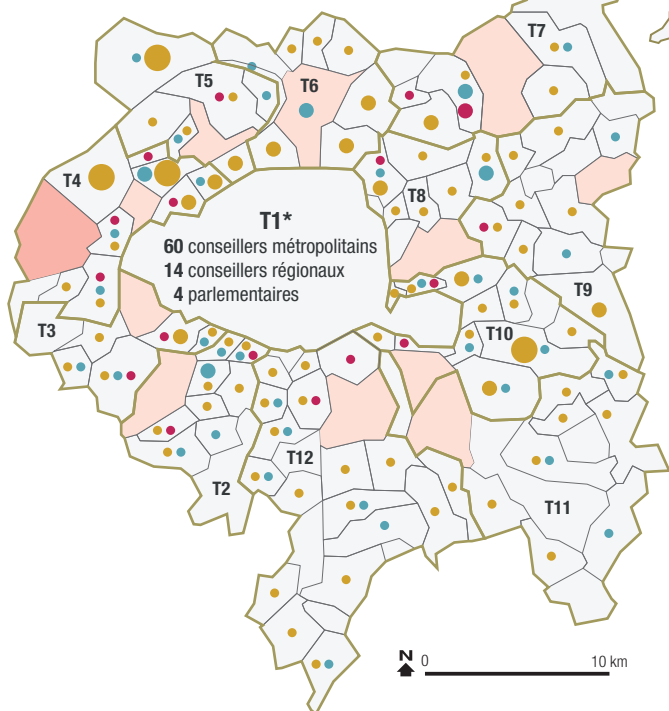 T7
T5
T6
T4
T8
T1*
60 conseillers métropolitains
14 conseillers régionaux
4 parlementaires
T9
T3
T10
T12
T2
T11
N
0
10 km